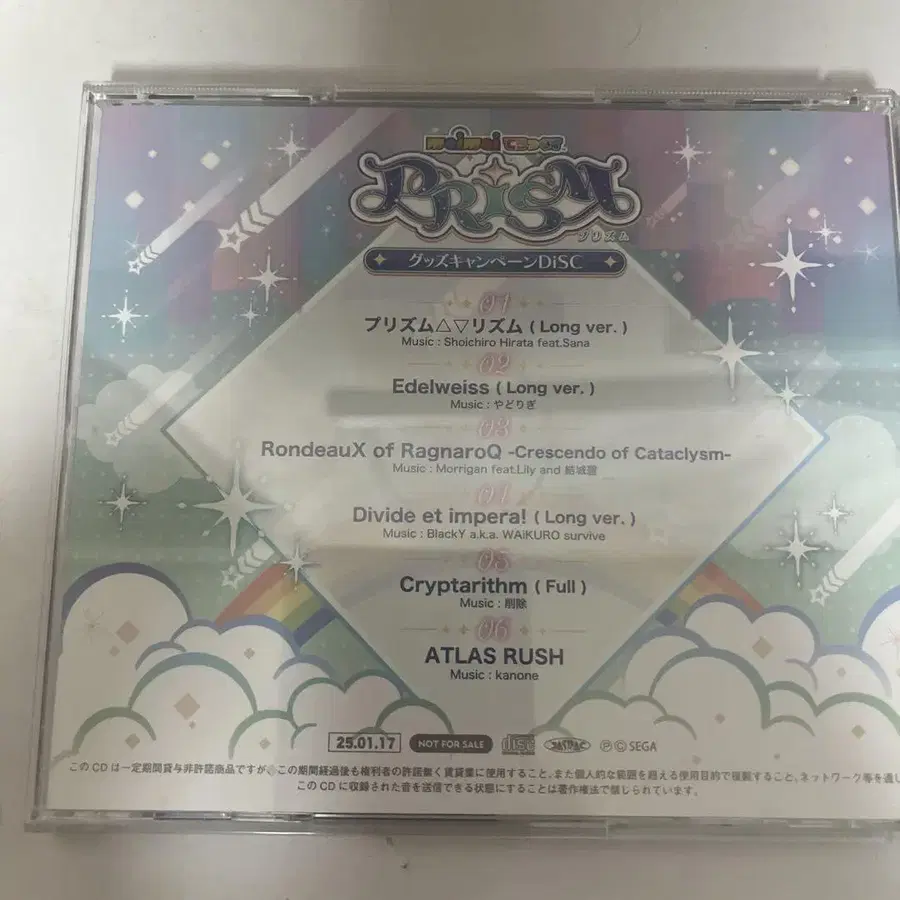 maimai でらっくす
PRiSM
プリズム
グッズキャンペーンDiSC
01
プリズム△▽リズム ( Long ver. )
Music : Shoichiro Hirata feat.Sana
02
Edelweiss ( Long ver. )
Music : やどりぎ
03
RondeauX of RagnaroQ -Crescendo of Cataclysm-
Music : Morrigan feat.Lily and 結城碧
04
Divide et impera! ( Long ver. )
Music : BlackY a.k.a. WAiKURO survive
05
Cryptarithm ( Full )
Music : 削除
06
ATLAS RUSH
Music : kanone
25.01.17 NOT FOR SALE disc JASRAC ⓅⒸ SEGA
このCDは一定期間貸与非許諾商品ですが、この期間経過後も権利者の許諾無く賃貸業に使用すること、また個人的な範囲を超える使用目的で複製すること、ネットワーク等を通し
このCDに収録された音を送信できる状態にすることは著作権法で禁じられています。